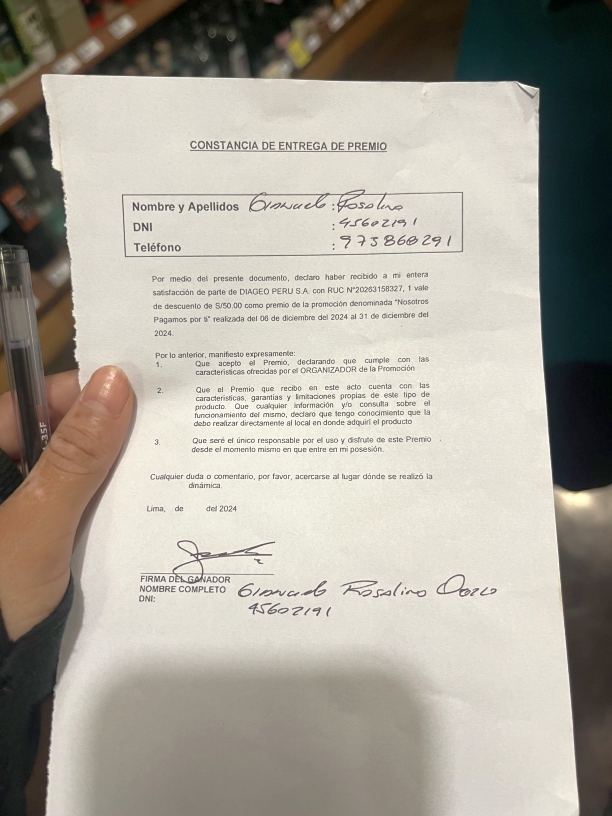 CONSTANCIA DE ENTREGA DE PREMIO
Nombre y Apellidos : Rosalino
DNI : 45602191
Teléfono : 973868291
Por medio del presente documento, declaro haber recibido a mi entera
satisfacción de parte de DIAGEO PERU S.A. con RUC N°20263158327, 1 vale
de descuento de S/50.00 como premio de la promoción denominada "Nosotros
Pagamos por ti" realizada del 06 de diciembre del 2024 al 31 de diciembre del
2024.
Por lo anterior, manifiesto expresamente:
1. Que acepto el Premio, declarando que cumple con las
características ofrecidas por el ORGANIZADOR de la Promoción
2. Que el Premio que recibo en este acto cuenta con las
características, garantías y limitaciones propias de este tipo de
producto. Que cualquier información y/o consulta sobre el
funcionamiento del mismo, declaro que tengo conocimiento que la
debo realizar directamente al local en donde adquirí el producto
3. Que seré el único responsable por el uso y disfrute de este Premio
desde el momento mismo en que entre en mi posesión.
Cualquier duda o comentario, por favor, acercarse al lugar dónde se realizó la
dinámica.
Lima, de del 2024
FIRMA DEL GANADOR
NOMBRE COMPLETO Rosalino
DNI: 45602191